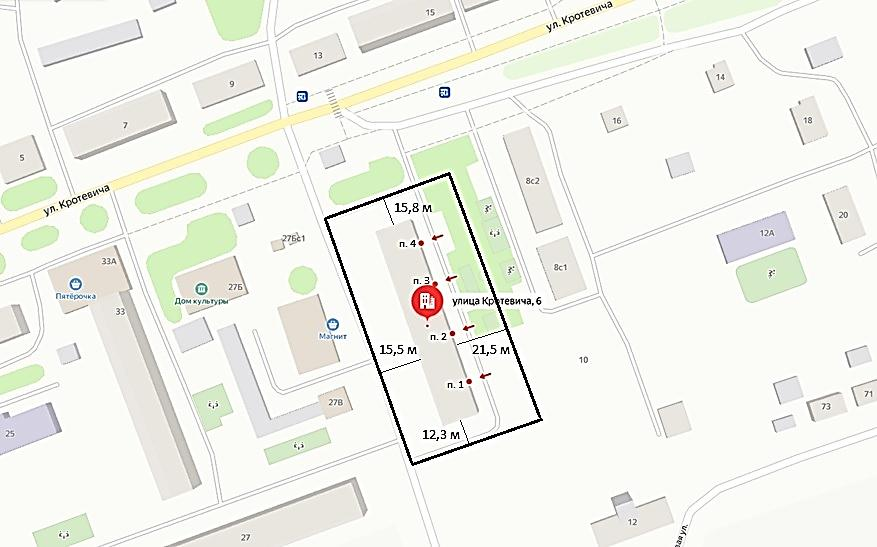 ул. Кротевича
15
13
9
14
7
16
18
5
8с2
ул. Кротевича
15,8 м
20
27Бс1
п. 4
12А
33А
8с1
Пятёрочка
27Б
п. 3
Дом культуры
улица Кротевича, 6
33
Магнит
п. 2
15,5 м
21,5 м
10
п. 1
27В
71
73
25
12,3 м
12
27